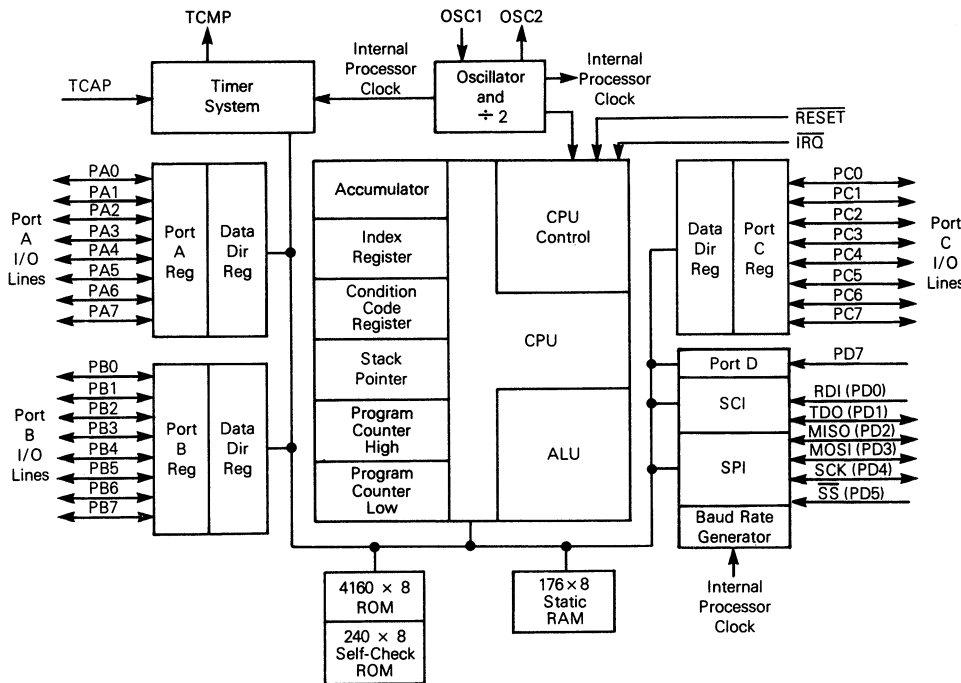 TCMP
OSC1
OSC2
TCAP
Timer
System
Internal
Processor
Clock
Oscillator
and
÷ 2
Internal
Processor
Clock
RESET
IRQ
Port
A
I/O
Lines
PA0
PA1
PA2
PA3
PA4
PA5
PA6
PA7
Port
A
Reg
Data
Dir
Reg
Port
B
I/O
Lines
PB0
PB1
PB2
PB3
PB4
PB5
PB6
PB7
Port
B
Reg
Data
Dir
Reg
Accumulator
Index
Register
Condition
Code
Register
Stack
Pointer
Program
Counter
High
Program
Counter
Low
CPU
Control
CPU
ALU
Data
Dir
Reg
Port
C
Reg
PC0
PC1
PC2
PC3
PC4
PC5
PC6
PC7
Port
C
I/O
Lines
Port D
SCI
SPI
Baud Rate
Generator
PD7
RDI (PD0)
TDO (PD1)
MISO (PD2)
MOSI (PD3)
SCK (PD4)
SS (PD5)
Internal
Processor
Clock
4160 × 8
ROM
240 × 8
Self-Check
ROM
176×8
Static
RAM